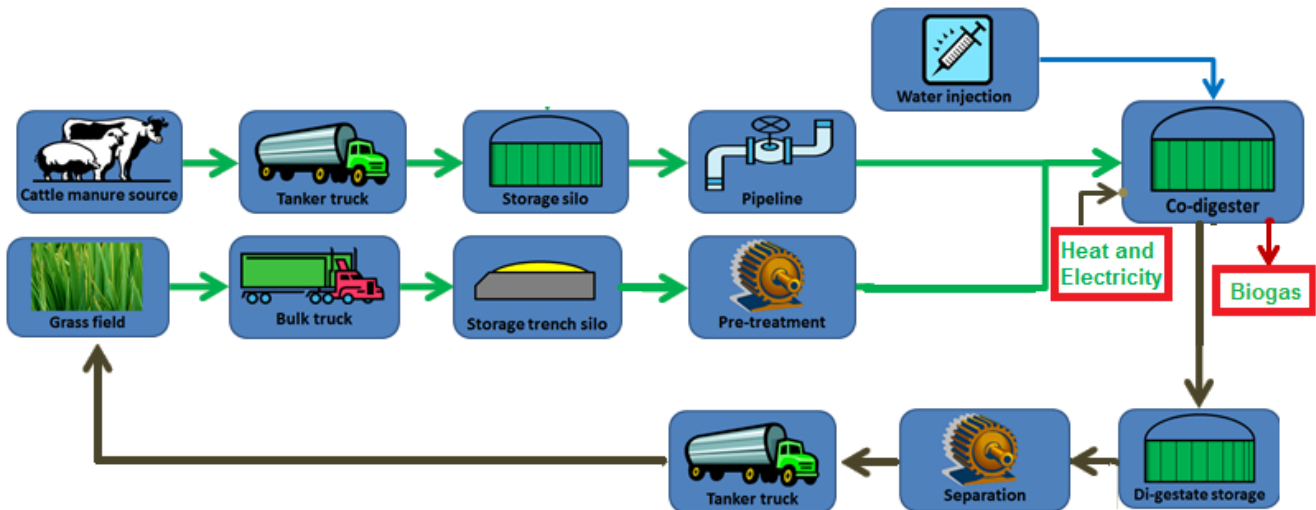 Water injection
Cattle manure source
Tanker truck
Storage silo
Pipeline
Co-digester
Heat and
Electricity
Biogas
Grass field
Bulk truck
Storage trench silo
Pre-treatment
Tanker truck
Separation
Di-gestate storage